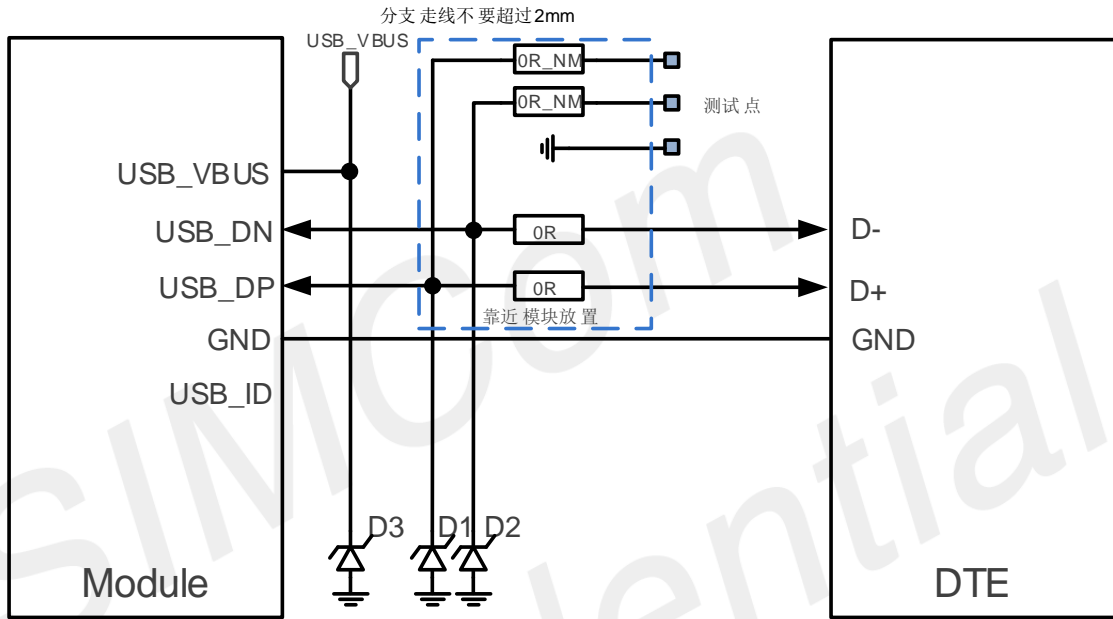 分支走线不要超过2mm
USB_VBUS
0R_NM
0R_NM
测试点
USB_VBUS
USB_DN
0R
D-
USB_DP
0R
D+
靠近模块放置
GND
GND
USB_ID
D3
D1
D2
Module
DTE
SIMCom